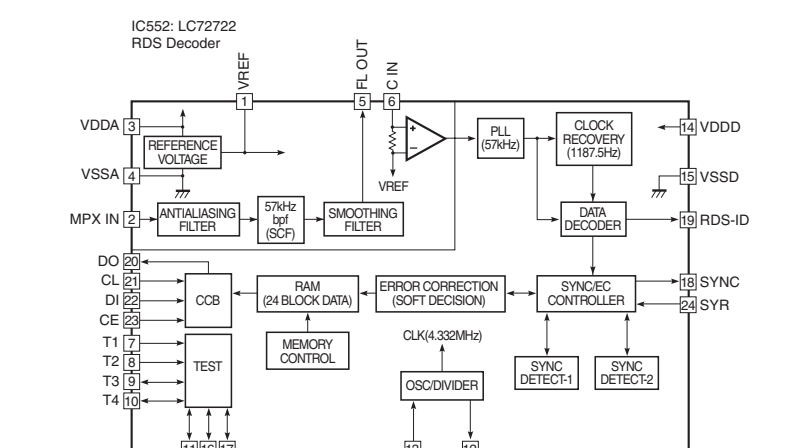 IC552: LC72722
RDS Decoder
VREF
FL OUT
C IN
1
5
6
VDDA 3
REFERENCE
VOLTAGE
VSSA 4
+
−
VREF
PLL
(57kHz)
CLOCK
RECOVERY
(1187.5Hz)
14 VDDD
15 VSSD
MPX IN 2
ANTIALIASING
FILTER
57kHz
bpf
(SCF)
SMOOTHING
FILTER
DATA
DECODER
19 RDS-ID
DO 20
CL 21
DI 22
CE 23
CCB
RAM
(24 BLOCK DATA)
ERROR CORRECTION
(SOFT DECISION)
SYNC/EC
CONTROLLER
18 SYNC
24 SYR
MEMORY
CONTROL
CLK(4.332MHz)
T1 7
T2 8
T3 9
T4 10
TEST
OSC/DIVIDER
SYNC
DETECT-1
SYNC
DETECT-2
11 16 17